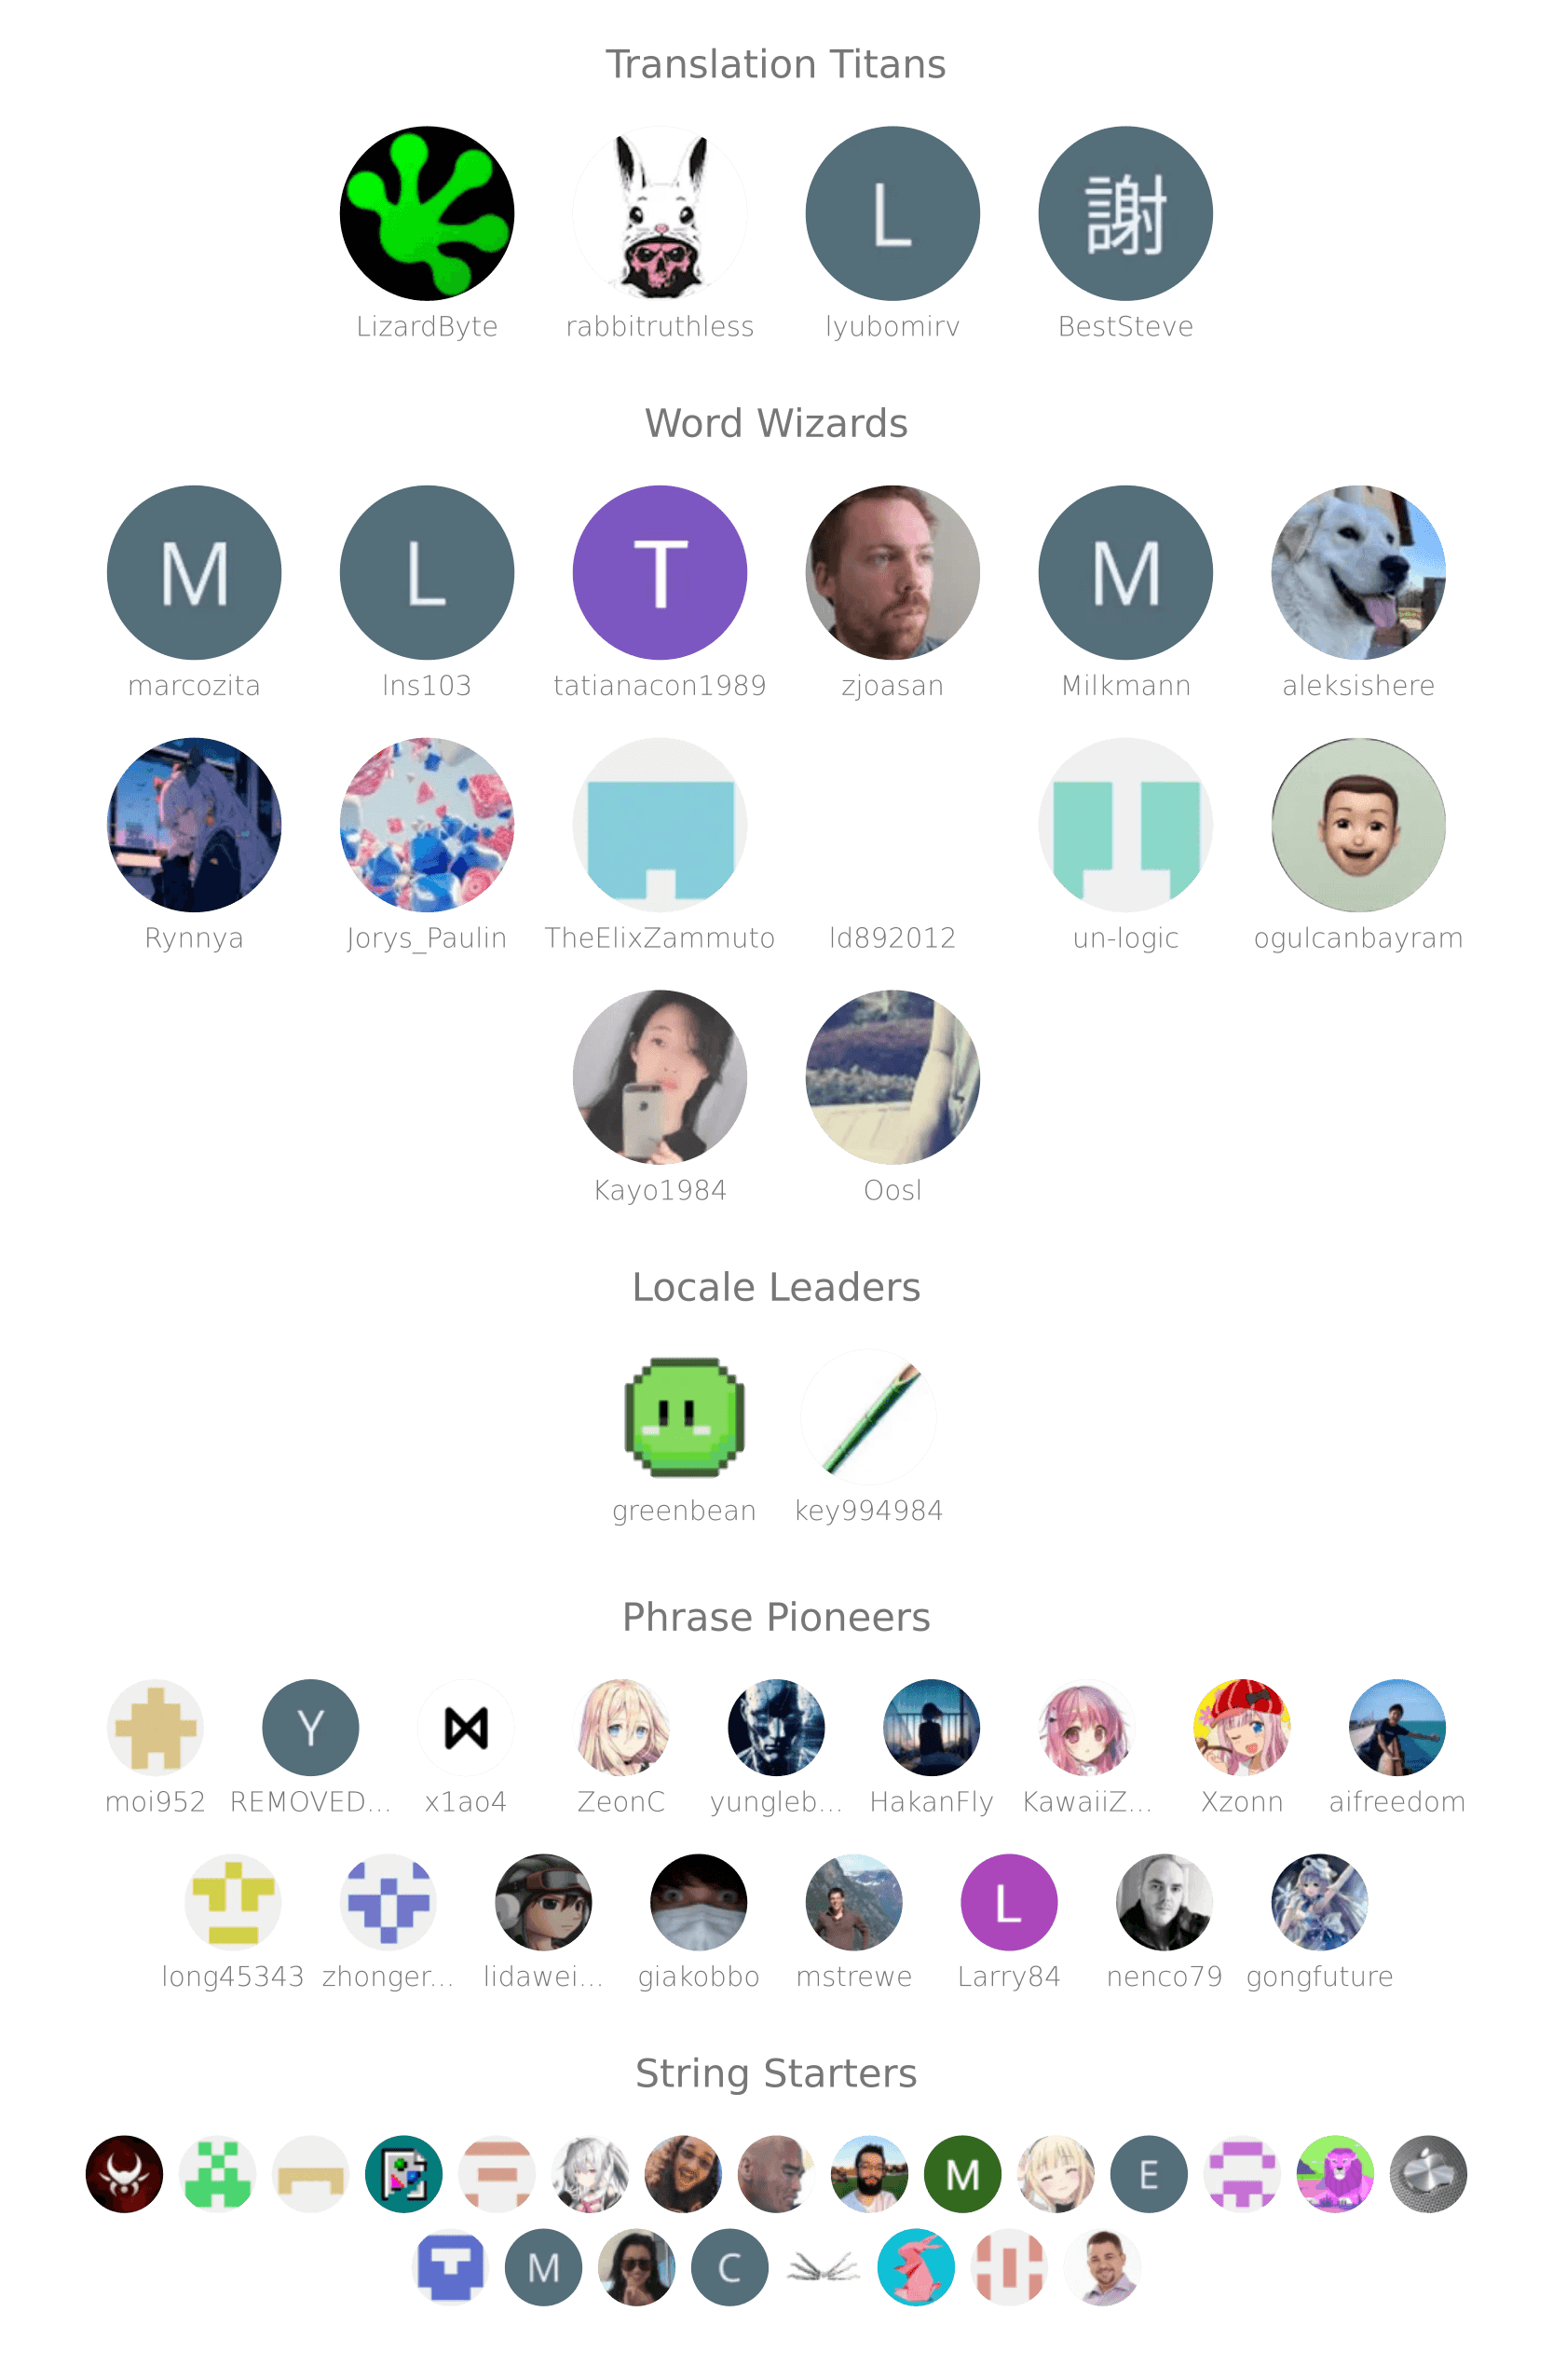 Translation Titans
L
謝
LizardByte rabbitruthless lyubomirv BestSteve
Word Wizards
M L T M
marcozita lns103 tatianacon1989 zjoasan Milkmann aleksishere
Rynnya Jorys_Paulin TheElixZammuto ld892012 un-logic ogulcanbayram
Kayo1984 Oosl
Locale Leaders
greenbean key994984
Phrase Pioneers
Y
moi952 REMOVED... x1ao4 ZeonC yungleb... HakanFly KawaiiZ... Xzonn aifreedom
L
long45343 zhonger... lidawei... giakobbo mstrewe Larry84 nenco79 gongfuture
String Starters
M E
M C